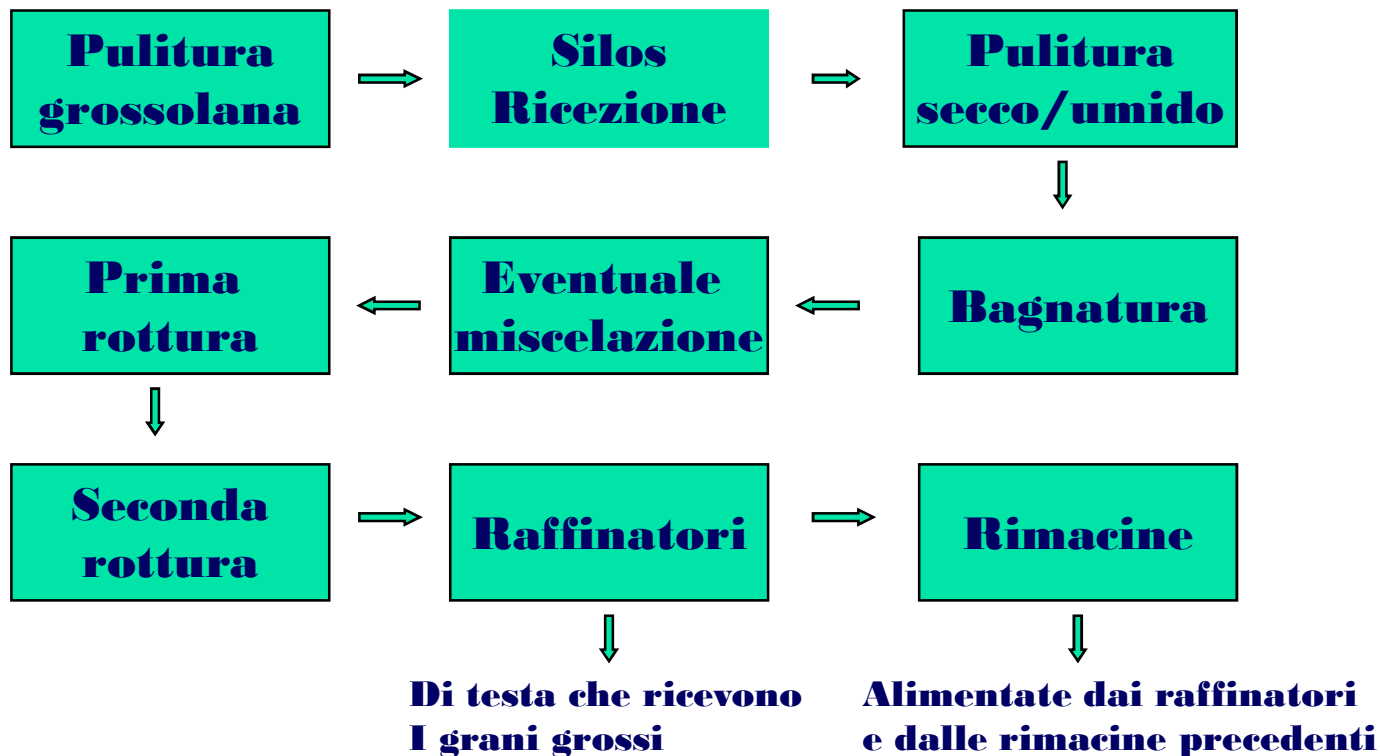 Pulitura
grossolana
Silos
Ricezione
Pulitura
secco/umido
Bagnatura
Eventuale
miscelazione
Prima
rottura
Seconda
rottura
Raffinatori
Rimacine
Di testa che ricevono
I grani grossi
Alimentate dai raffinatori
e dalle rimacine precedenti